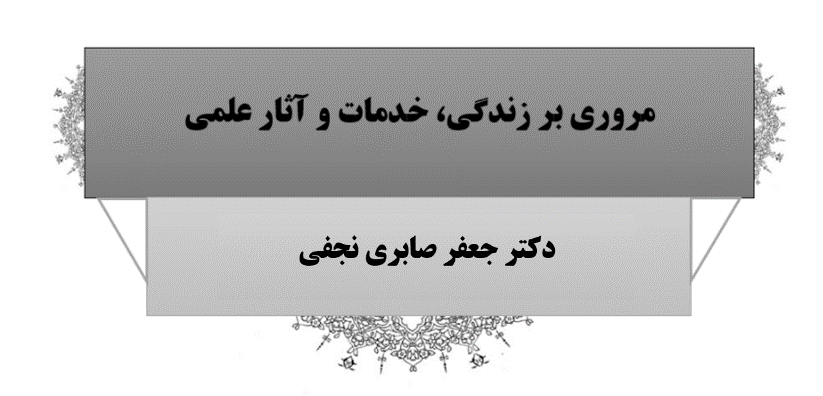 مروری بر زندگی، خدمات و آثار علمی
دکتر جعفر صابری نجفی